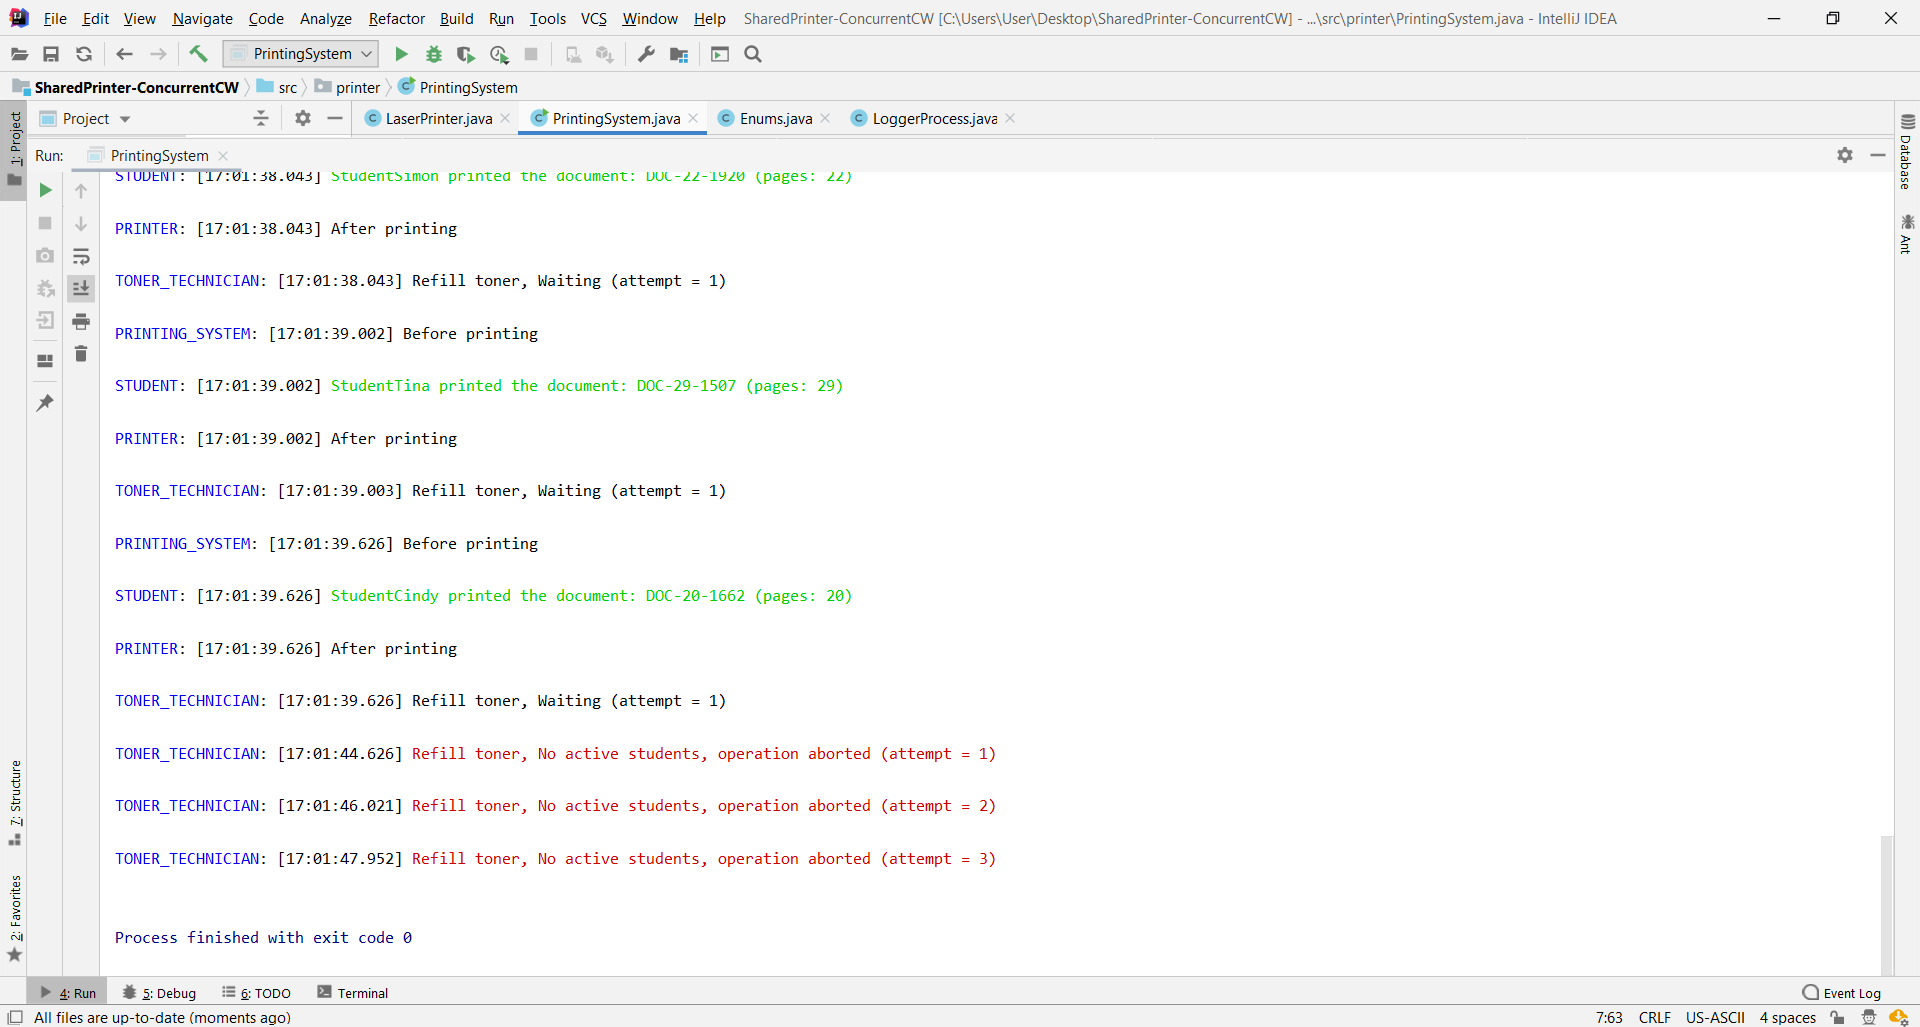 File Edit View Navigate Code Analyze Refactor Build Run Tools VCS Window Help SharedPrinter-ConcurrentCW [C:\Users\User\Desktop\SharedPrinter-ConcurrentCW] - ...\src\printer\PrintingSystem.java - IntelliJ IDEA
PrintingSystem
SharedPrinter-ConcurrentCW src printer PrintingSystem
Project LaserPrinter.java PrintingSystem.java Enums.java LoggerProcess.java
Run: PrintingSystem
1: Project
7: Structure
2: Favorites
Database
Ant
STUDENT: [17:01:38.043] StudentSimon printed the document: DOC-22-1920 (pages: 22)
PRINTER: [17:01:38.043] After printing
TONER_TECHNICIAN: [17:01:38.043] Refill toner, Waiting (attempt = 1)
PRINTING_SYSTEM: [17:01:39.002] Before printing
STUDENT: [17:01:39.002] StudentTina printed the document: DOC-29-1507 (pages: 29)
PRINTER: [17:01:39.002] After printing
TONER_TECHNICIAN: [17:01:39.003] Refill toner, Waiting (attempt = 1)
PRINTING_SYSTEM: [17:01:39.626] Before printing
STUDENT: [17:01:39.626] StudentCindy printed the document: DOC-20-1662 (pages: 20)
PRINTER: [17:01:39.626] After printing
TONER_TECHNICIAN: [17:01:39.626] Refill toner, Waiting (attempt = 1)
TONER_TECHNICIAN: [17:01:44.626] Refill toner, No active students, operation aborted (attempt = 1)
TONER_TECHNICIAN: [17:01:46.021] Refill toner, No active students, operation aborted (attempt = 2)
TONER_TECHNICIAN: [17:01:47.952] Refill toner, No active students, operation aborted (attempt = 3)
Process finished with exit code 0
4: Run 5: Debug 6: TODO Terminal Event Log
All files are up-to-date (moments ago) 7:63 CRLF US-ASCII 4 spaces